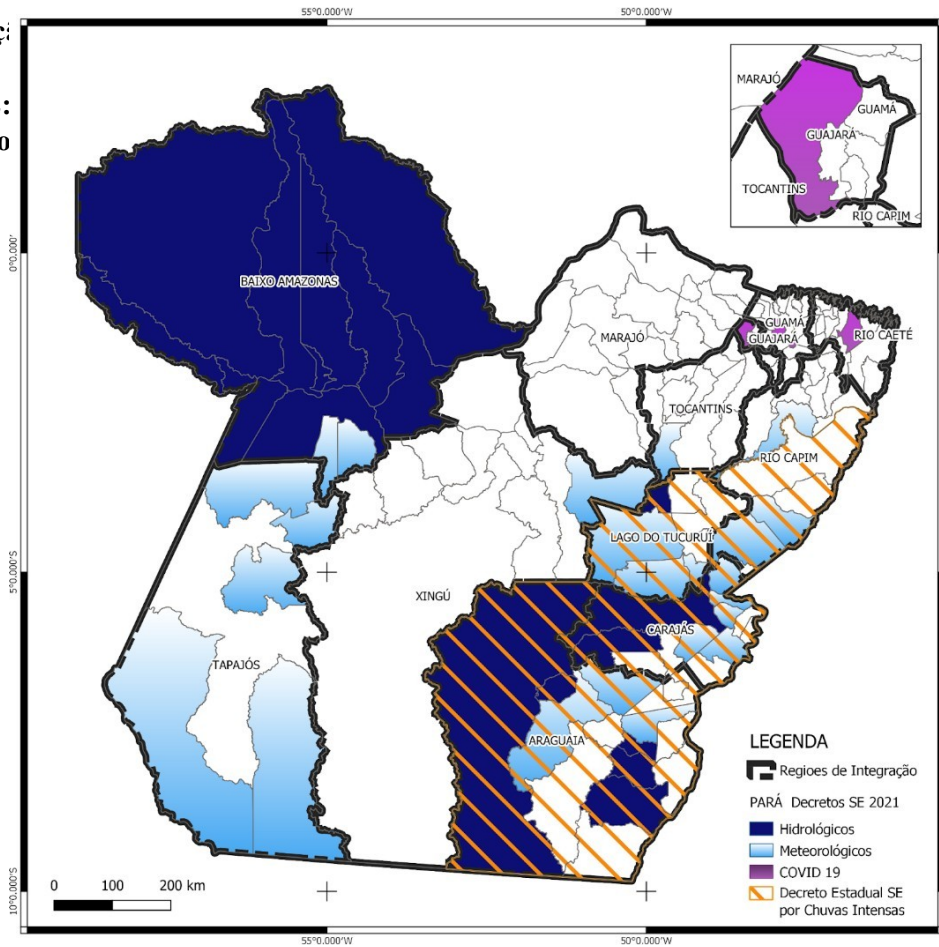 55°0.000'W 50°0.000'W
0°0.000'
5°0.000'S
10°0.000'S
MARAJÓ
GUAMÁ
GUAJARÁ
TOCANTINS
RIO CAPIM
BAIXO AMAZONAS
MARAJÓ
GUAMÁ
GUAJARÁ
RIO CAETÉ
TOCANTINS
RIO CAPIM
LAGO DO TUCURUÍ
XINGÚ
CARAJÁS
TAPAJÓS
ARAGUAIA
LEGENDA
Regioes de Integração
PARÁ Decretos SE 2021
Hidrológicos
Meteorológicos
COVID 19
Decreto Estadual SE
por Chuvas Intensas
0 100 200 km
55°0.000'W 50°0.000'W